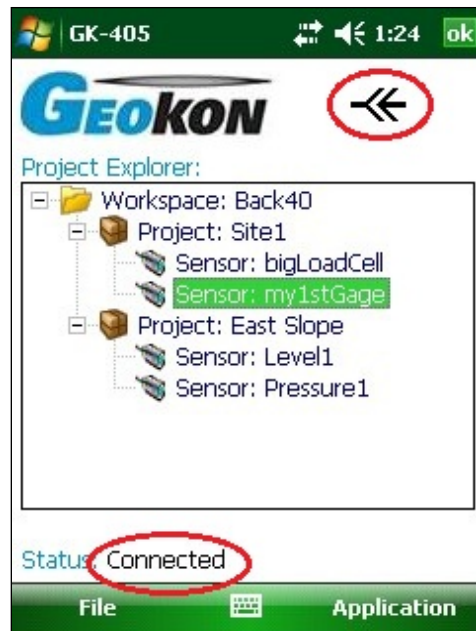 GK-405 1:24 ok
GEOKON
Project Explorer:
Workspace: Back40
Project: Site1
Sensor: bigLoadCell
Sensor: my1stGage
Project: East Slope
Sensor: Level1
Sensor: Pressure1
Status: Connected
File Application